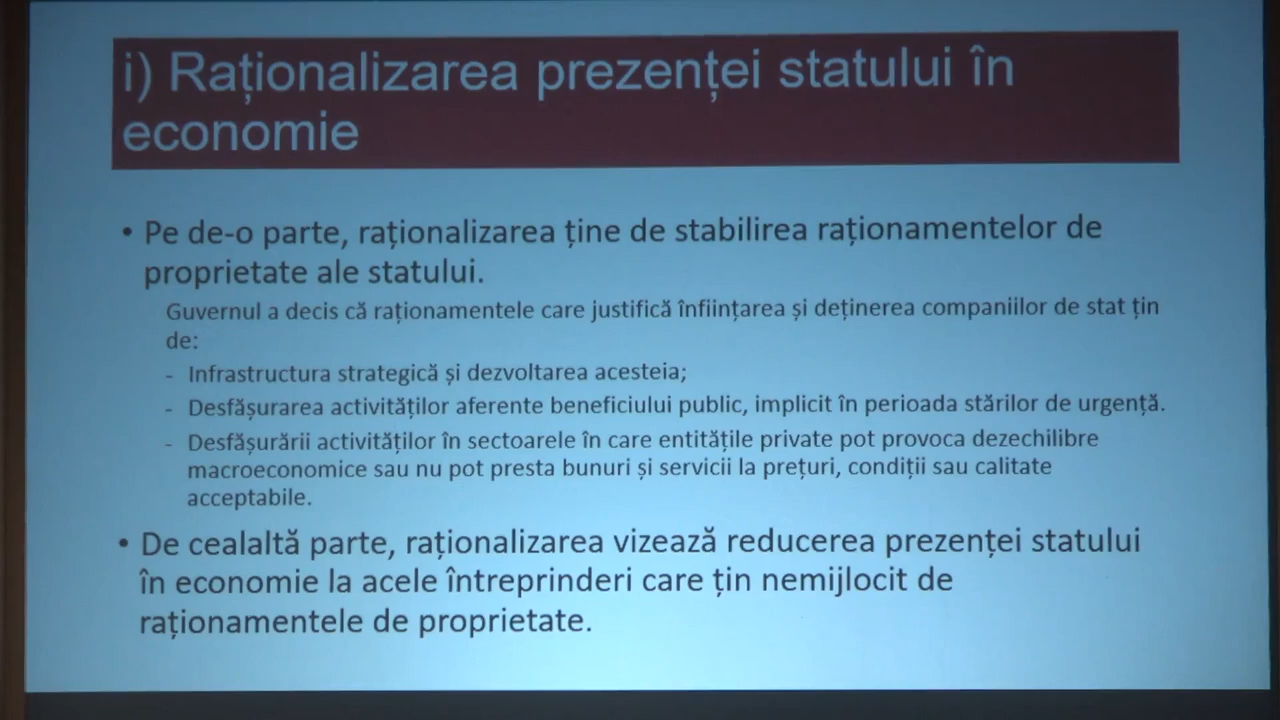 i) Raționalizarea prezenței statului în
economie
• Pe de-o parte, raționalizarea ține de stabilirea raționamentelor de
proprietate ale statului.
Guvernul a decis că raționamentele care justifică înființarea și deținerea companiilor de stat țin
de:
- Infrastructura strategică și dezvoltarea acesteia;
- Desfășurarea activităților aferente beneficiului public, implicit în perioada stărilor de urgență.
- Desfășurării activităților în sectoarele în care entitățile private pot provoca dezechilibre
macroeconomice sau nu pot presta bunuri și servicii la prețuri, condiții sau calitate
acceptabile.
• De cealaltă parte, raționalizarea vizează reducerea prezenței statului
în economie la acele întreprinderi care țin nemijlocit de
raționamentele de proprietate.